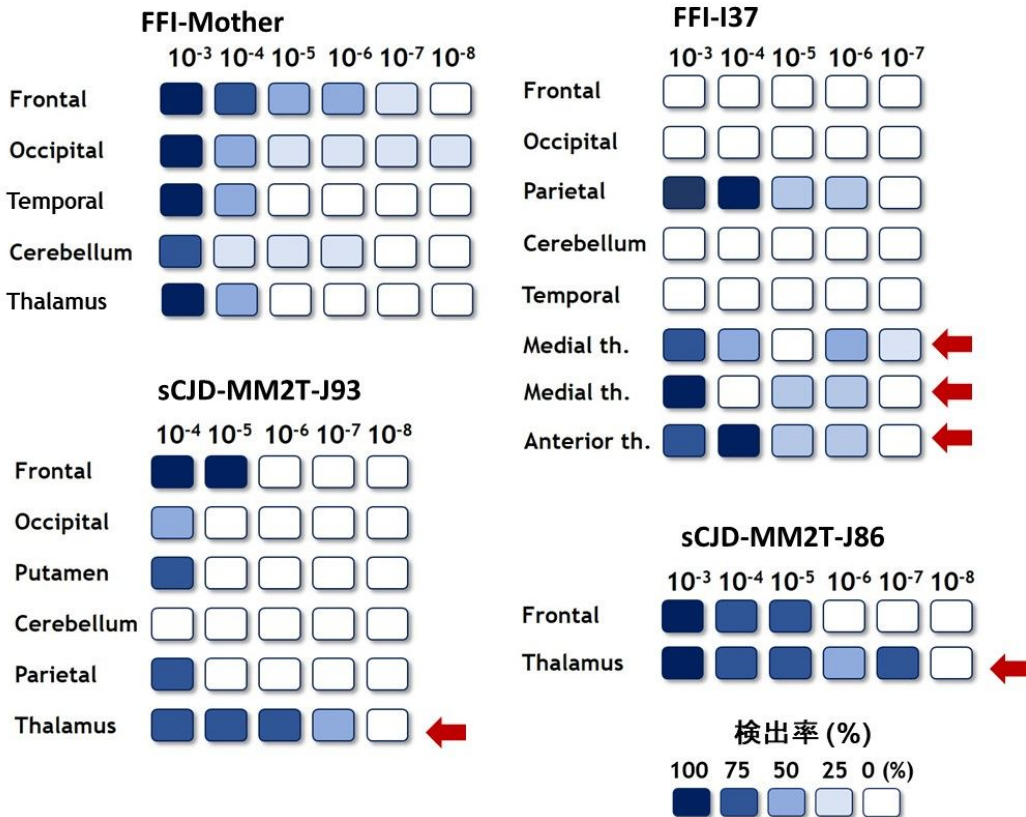 FFI-Mother
10-3 10-4 10-5 10-6 10-7 10-8
Frontal
Occipital
Temporal
Cerebellum
Thalamus
FFI-I37
10-3 10-4 10-5 10-6 10-7
Frontal
Occipital
Parietal
Cerebellum
Temporal
Medial th.
Medial th.
Anterior th.
sCJD-MM2T-J93
10-4 10-5 10-6 10-7 10-8
Frontal
Occipital
Putamen
Cerebellum
Parietal
Thalamus
sCJD-MM2T-J86
10-3 10-4 10-5 10-6 10-7 10-8
Frontal
Thalamus
検出率 (%)
100 75 50 25 0 (%)